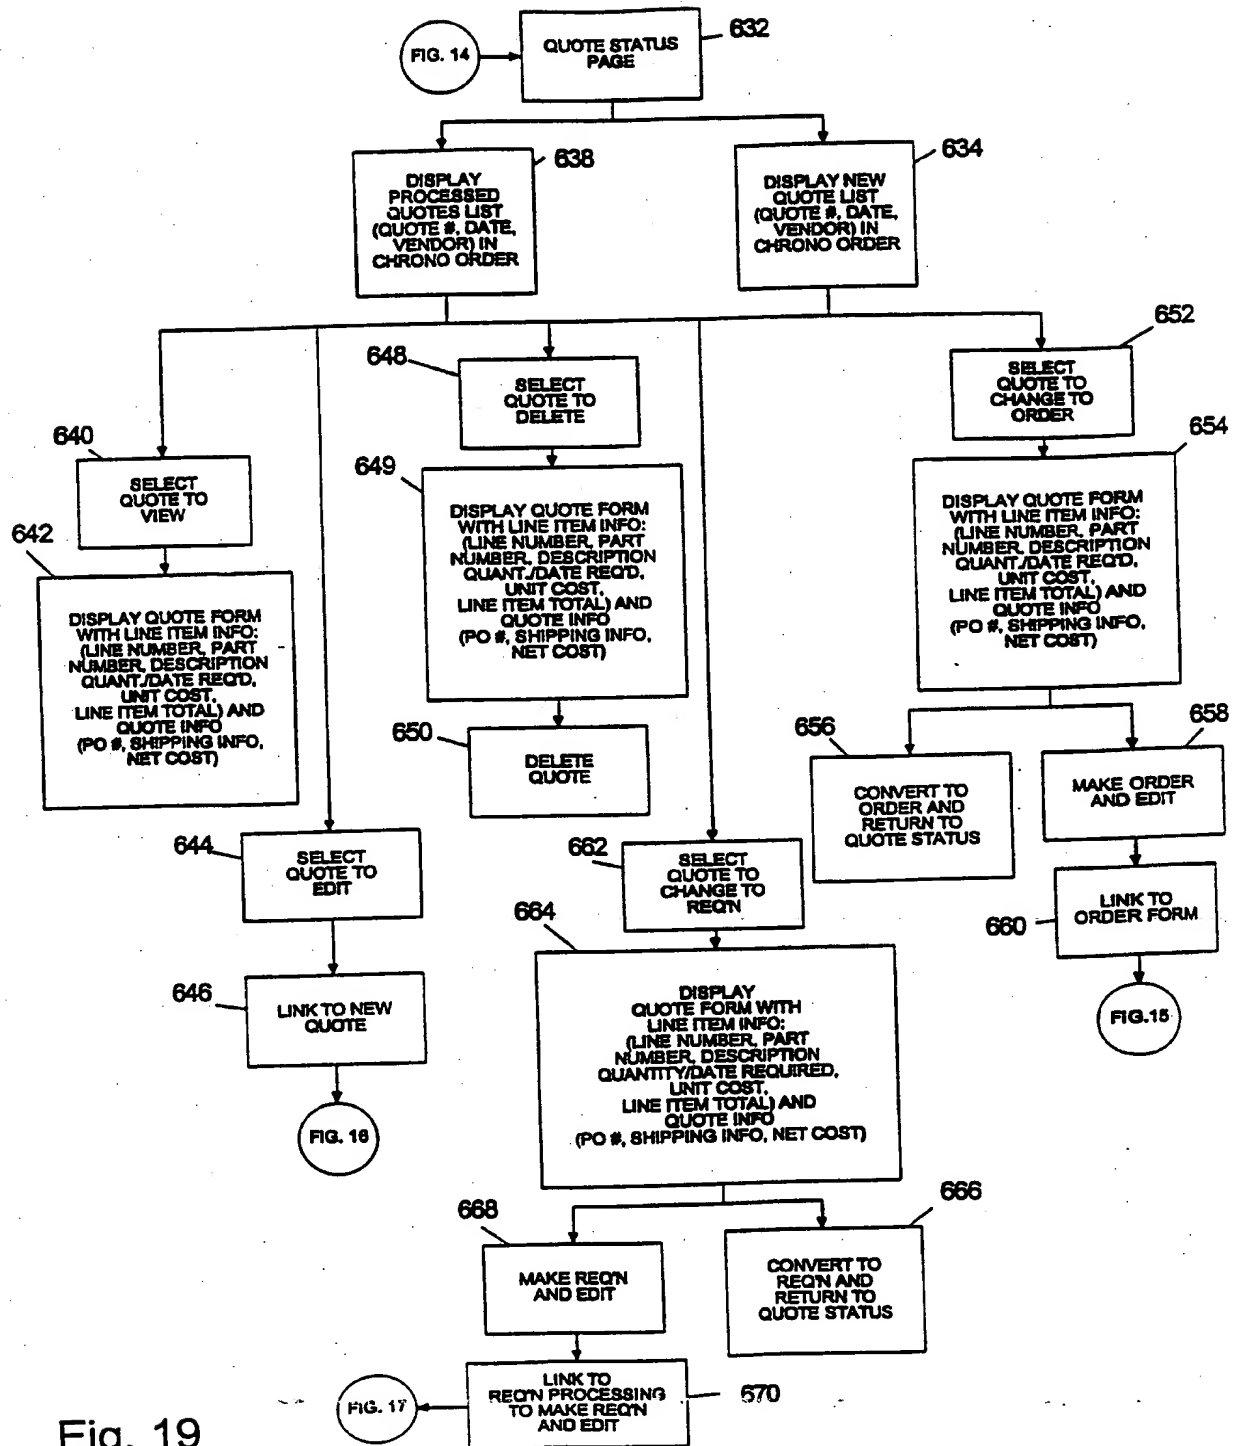 632
FIG. 14
QUOTE STATUS
PAGE
638
634
DISPLAY
PROCESSED
QUOTES LIST
(QUOTE #, DATE,
VENDOR) IN
CHRONO ORDER
DISPLAY NEW
QUOTE LIST
(QUOTE #, DATE,
VENDOR) IN
CHRONO ORDER
652
648
SELECT
QUOTE TO
DELETE
SELECT
QUOTE TO
CHANGE TO
ORDER
640
SELECT
QUOTE TO
VIEW
649
654
642
DISPLAY QUOTE FORM
WITH LINE ITEM INFO:
(LINE NUMBER, PART
NUMBER, DESCRIPTION
QUANT./DATE REQ'D,
UNIT COST,
LINE ITEM TOTAL) AND
QUOTE INFO
(PO #, SHIPPING INFO,
NET COST)
DISPLAY QUOTE FORM
WITH LINE ITEM INFO:
(LINE NUMBER, PART
NUMBER, DESCRIPTION
QUANT./DATE REQ'D,
UNIT COST,
LINE ITEM TOTAL) AND
QUOTE INFO
(PO #, SHIPPING INFO,
NET COST)
DISPLAY QUOTE FORM
WITH LINE ITEM INFO:
(LINE NUMBER, PART
NUMBER, DESCRIPTION
QUANT./DATE REQ'D,
UNIT COST,
LINE ITEM TOTAL) AND
QUOTE INFO
(PO #, SHIPPING INFO,
NET COST)
650
DELETE
QUOTE
656
CONVERT TO
ORDER AND
RETURN TO
QUOTE STATUS
658
MAKE ORDER
AND EDIT
644
SELECT
QUOTE TO
EDIT
662
SELECT
QUOTE TO
CHANGE TO
REQ'N
660
LINK TO
ORDER FORM
646
LINK TO NEW
QUOTE
664
DISPLAY
QUOTE FORM WITH
LINE ITEM INFO:
(LINE NUMBER, PART
NUMBER, DESCRIPTION
QUANTITY/DATE REQUIRED,
UNIT COST,
LINE ITEM TOTAL) AND
QUOTE INFO
(PO #, SHIPPING INFO, NET COST)
FIG.15
FIG. 16
668
MAKE REQ'N
AND EDIT
666
CONVERT TO
REQ'N AND
RETURN TO
QUOTE STATUS
FIG. 17
LINK TO
REQ'N PROCESSING
TO MAKE REQ'N
AND EDIT
670
Fig. 19